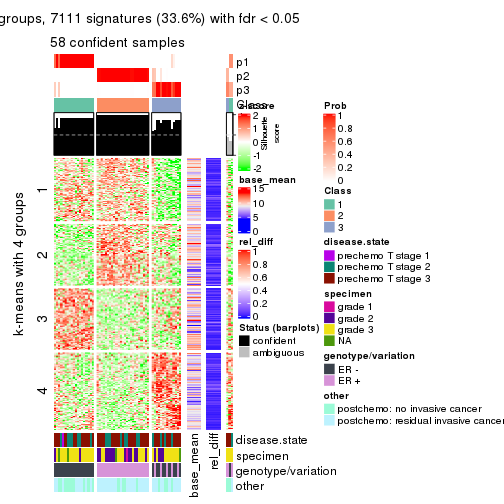 groups, 7111 signatures (33.6%) with fdr < 0.05
58 confident samples
p1
p2
p3
Class
Silhouette
score
k-means with 4 groups
1
2
3
4
z-score
2
1
0
-1
-2
base_mean
15
10
5
0
rel_diff
1
0.8
0.6
0.4
0.2
0
Status (barplots)
confident
ambiguous
Prob
1
0.8
0.6
0.4
0.2
0
Class
1
2
3
disease.state
prechemo T stage 1
prechemo T stage 2
prechemo T stage 3
specimen
grade 1
grade 2
grade 3
NA
genotype/variation
ER -
ER +
other
postchemo: no invasive cancer
postchemo: residual invasive cancer
disease.state
specimen
genotype/variation
other
base_mean
rel_diff